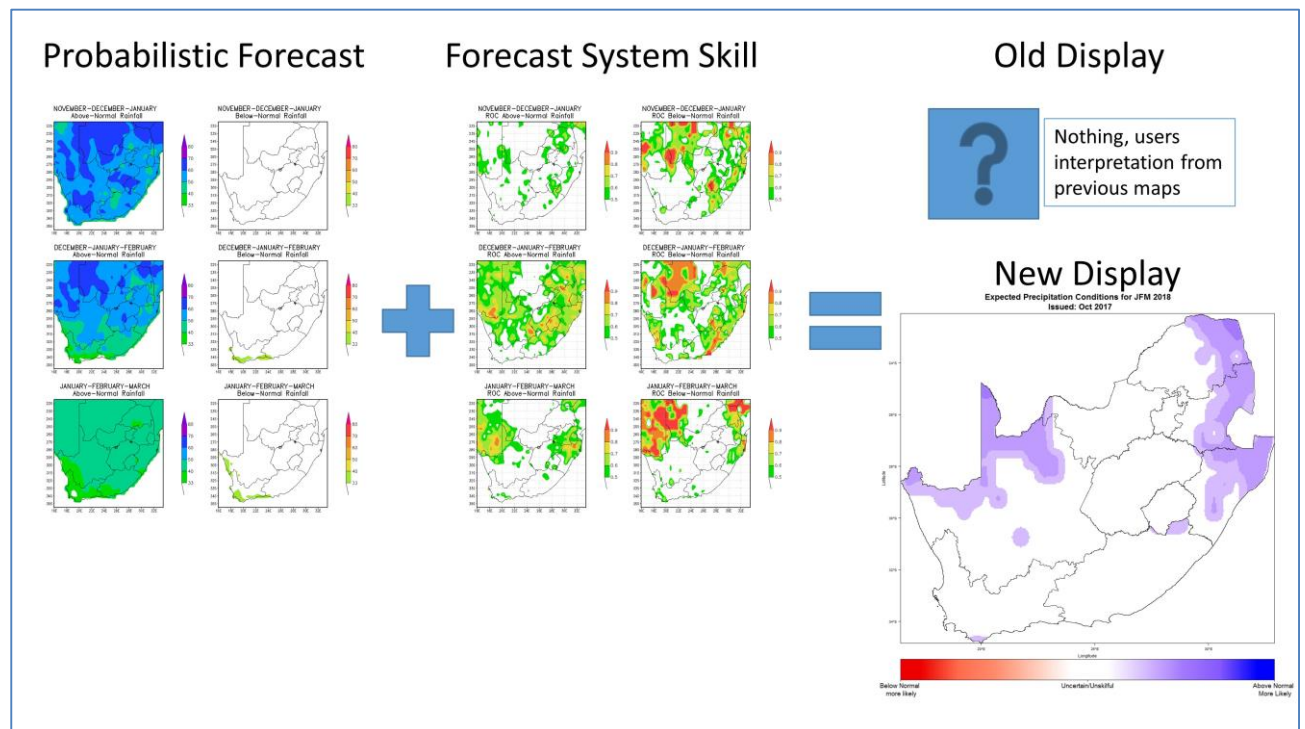 Probabilistic Forecast
Forecast System Skill
Old Display
NOVEMBER-DECEMBER-JANUARY
Above-Normal Rainfall
NOVEMBER-DECEMBER-JANUARY
Below-Normal Rainfall
NOVEMBER-DECEMBER-JANUARY
ROC Above-Normal Rainfall
NOVEMBER-DECEMBER-JANUARY
ROC Below-Normal Rainfall
?
Nothing, users
interpretation from
previous maps
DECEMBER-JANUARY-FEBRUARY
Above-Normal Rainfall
DECEMBER-JANUARY-FEBRUARY
Below-Normal Rainfall
DECEMBER-JANUARY-FEBRUARY
ROC Above-Normal Rainfall
DECEMBER-JANUARY-FEBRUARY
ROC Below-Normal Rainfall
New Display
Expected Precipitation Conditions for JFM 2018
Issued: Oct 2017
JANUARY-FEBRUARY-MARCH
Above-Normal Rainfall
JANUARY-FEBRUARY-MARCH
Below-Normal Rainfall
JANUARY-FEBRUARY-MARCH
ROC Above-Normal Rainfall
JANUARY-FEBRUARY-MARCH
ROC Below-Normal Rainfall
Latitude
Longitude
Below Normal
more likely
Uncertain/Unskilful
Above Normal
More Likely